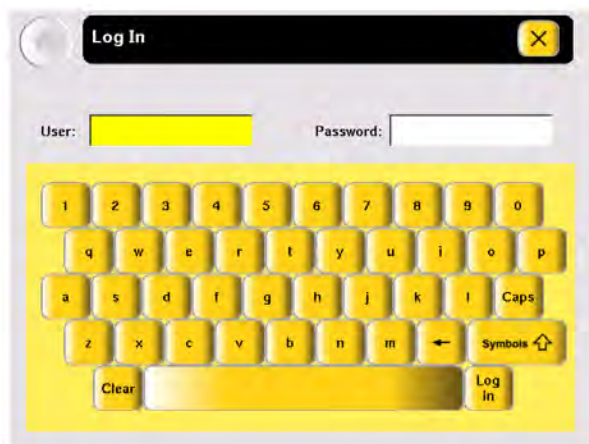 Log In
User:
Password:
1 2 3 4 5 6 7 8 9 0
q w e r t y u i o p
a s d f g h j k l Caps
z x c v b n m ← Symbols
Clear Log In